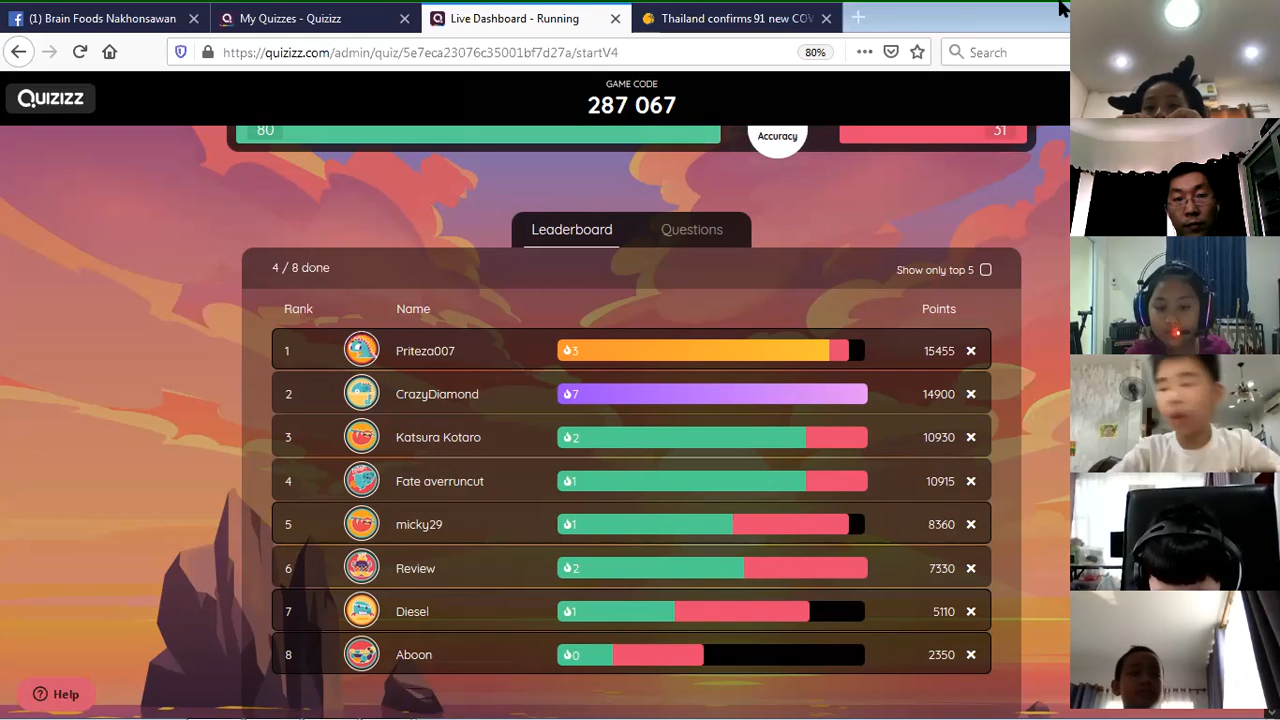 (1) Brain Foods Nakhonsawan
My Quizzes - Quizizz
Live Dashboard - Running
Thailand confirms 91 new COV
https://quizizz.com/admin/quiz/5e7eca23076c35001bf7d27a/startV4
80%
Search
QUIZIZZ
GAME CODE
287 067
80
Accuracy
31
Leaderboard
Questions
4 / 8 done
Show only top 5
Rank Name Points
1 Priteza007 3 15455
2 CrazyDiamond 7 14900
3 Katsura Kotaro 2 10930
4 Fate averruncut 1 10915
5 micky29 1 8360
6 Review 2 7330
7 Diesel 1 5110
8 Aboon 0 2350
Help